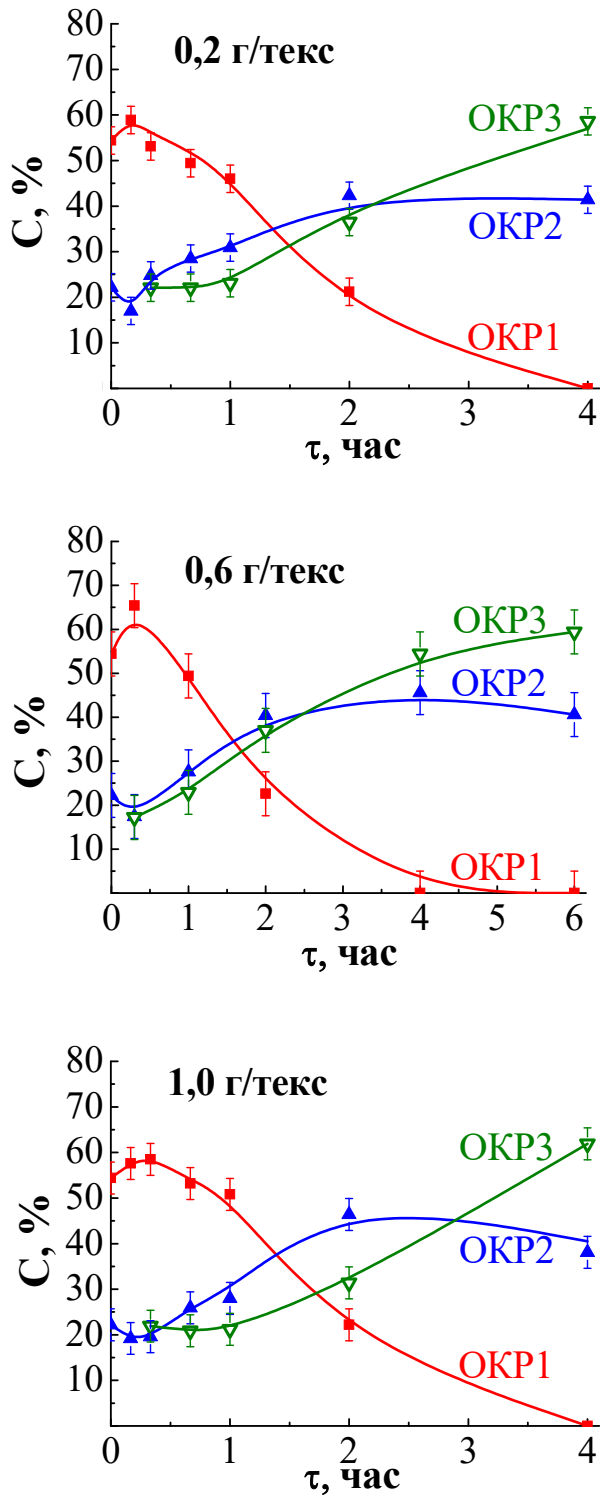 80
0,2 г/текс
70
60
ОКР3
50
40
ОКР2
C, %
30
20
ОКР1
10
0 1 2 3 4
τ, час
80
0,6 г/текс
70
60
ОКР3
50
ОКР2
40
C, %
30
20
10
ОКР1
0 1 2 3 4 5 6
τ, час
80
1,0 г/текс
70
60
ОКР3
50
40
ОКР2
C, %
30
20
ОКР1
10
0 1 2 3 4
τ, час